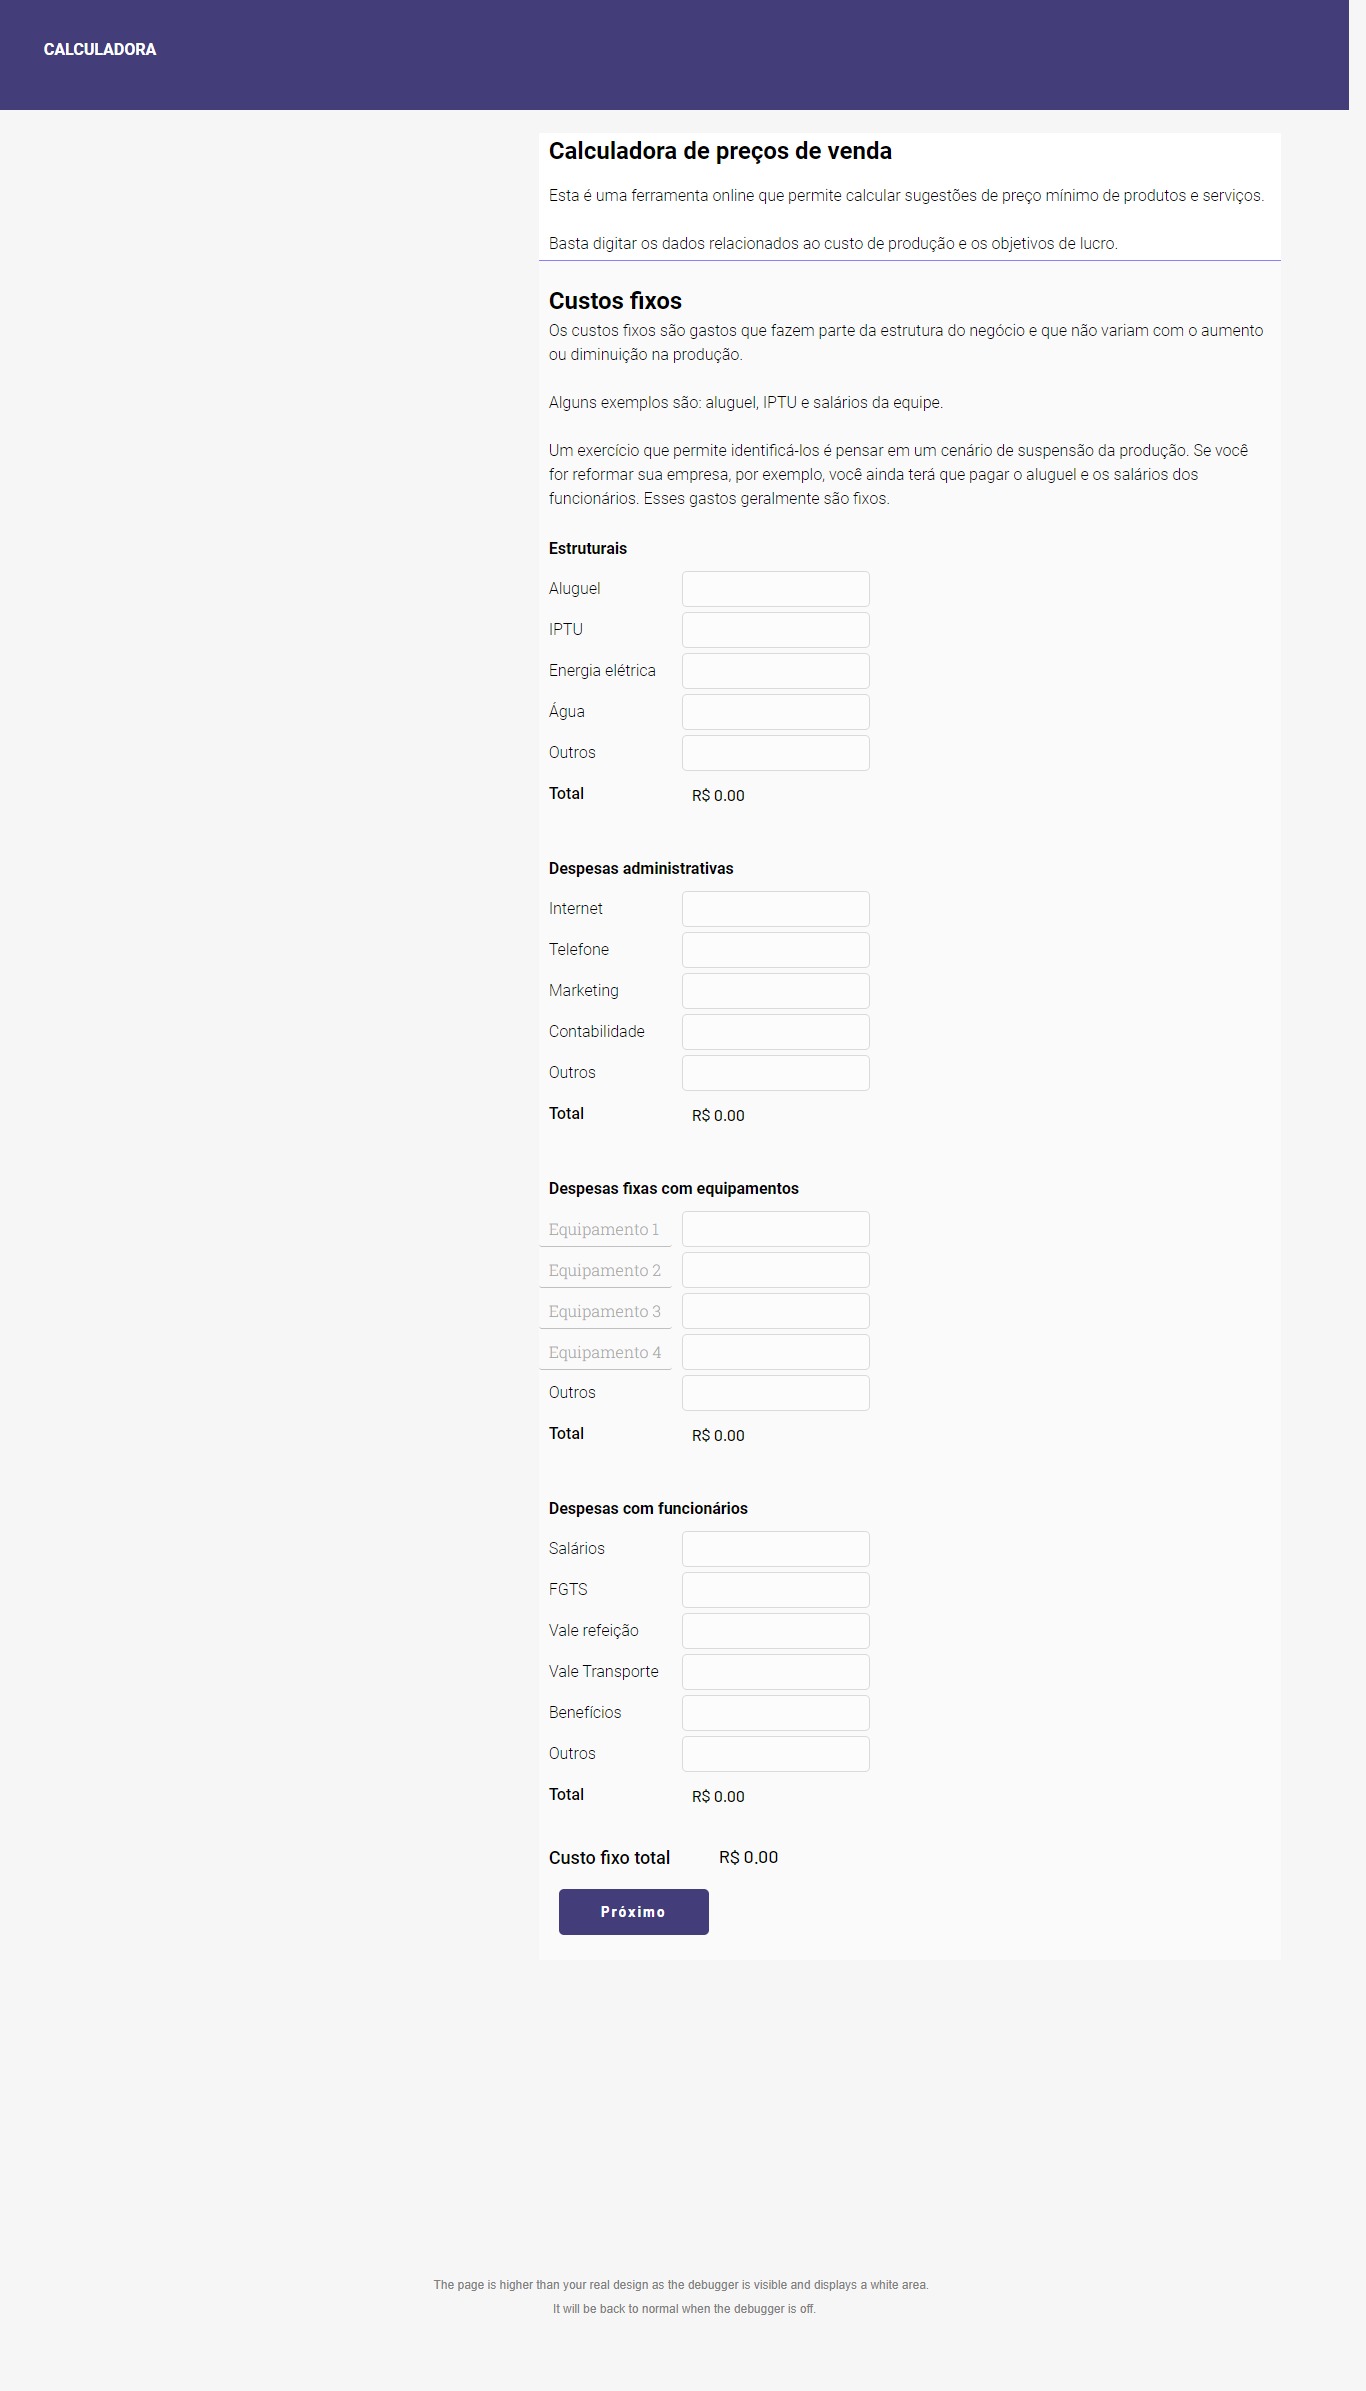 CALCULADORA
Calculadora de preços de venda
Esta é uma ferramenta online que permite calcular sugestões de preço mínimo de produtos e serviços.
Basta digitar os dados relacionados ao custo de produção e os objetivos de lucro.
Custos fixos
Os custos fixos são gastos que fazem parte da estrutura do negócio e que não variam com o aumento
ou diminuição na produção.
Alguns exemplos são: aluguel, IPTU e salários da equipe.
Um exercício que permite identificá-los é pensar em um cenário de suspensão da produção. Se você
for reformar sua empresa, por exemplo, você ainda terá que pagar o aluguel e os salários dos
funcionários. Esses gastos geralmente são fixos.
Estruturais
Aluguel
IPTU
Energia elétrica
Água
Outros
Total R$ 0.00
Despesas administrativas
Internet
Telefone
Marketing
Contabilidade
Outros
Total R$ 0.00
Despesas fixas com equipamentos
Equipamento 1
Equipamento 2
Equipamento 3
Equipamento 4
Outros
Total R$ 0.00
Despesas com funcionários
Salários
FGTS
Vale refeição
Vale Transporte
Benefícios
Outros
Total R$ 0.00
Custo fixo total R$ 0.00
Próximo
The page is higher than your real design as the debugger is visible and displays a white area.
It will be back to normal when the debugger is off.